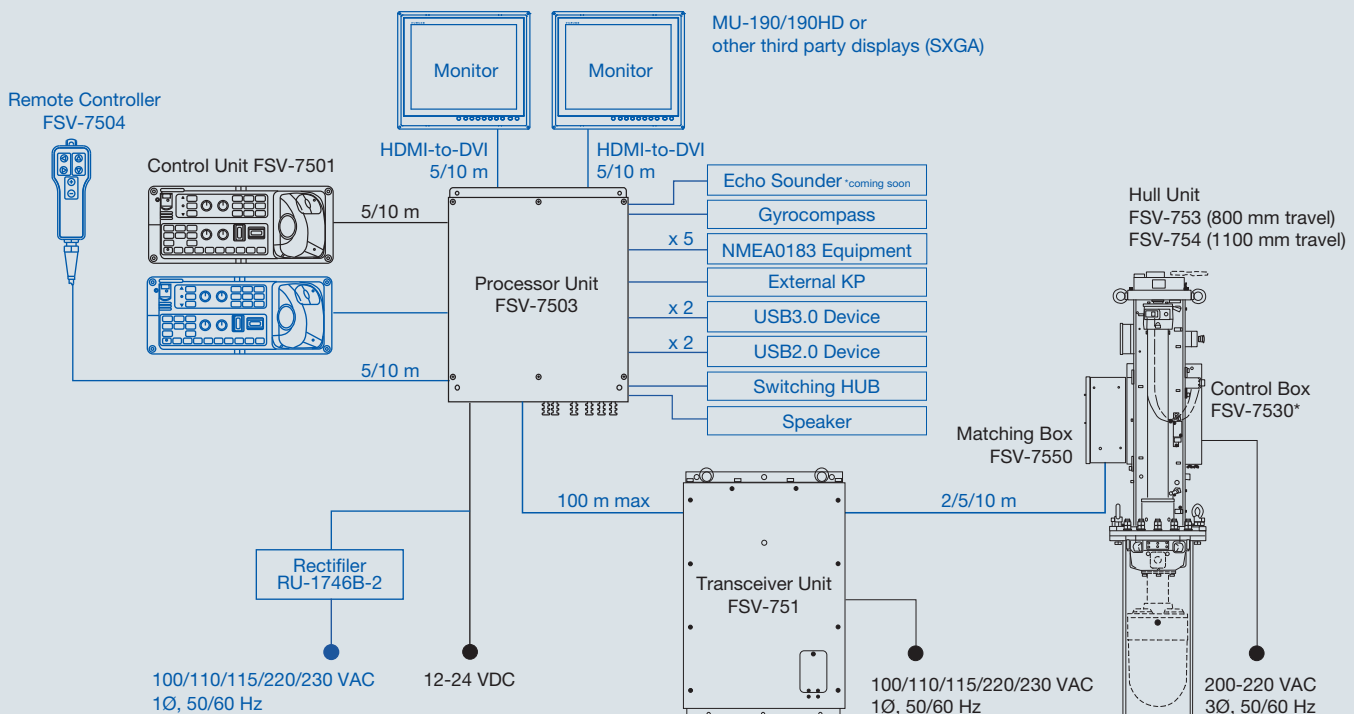 MU-190/190HD or
other third party displays (SXGA)
Monitor
Monitor
Remote Controller
FSV-7504
HDMI-to-DVI
5/10 m
HDMI-to-DVI
5/10 m
Control Unit FSV-7501
5/10 m
Echo Sounder *coming soon
Gyrocompass
x 5
NMEA0183 Equipment
External KP
x 2
USB3.0 Device
x 2
USB2.0 Device
Switching HUB
Speaker
Processor Unit
FSV-7503
5/10 m
Hull Unit
FSV-753 (800 mm travel)
FSV-754 (1100 mm travel)
Control Box
FSV-7530*
Matching Box
FSV-7550
100 m max
2/5/10 m
Rectifiler
RU-1746B-2
Transceiver Unit
FSV-751
100/110/115/220/230 VAC
1Ø, 50/60 Hz
12-24 VDC
100/110/115/220/230 VAC
1Ø, 50/60 Hz
200-220 VAC
3Ø, 50/60 Hz